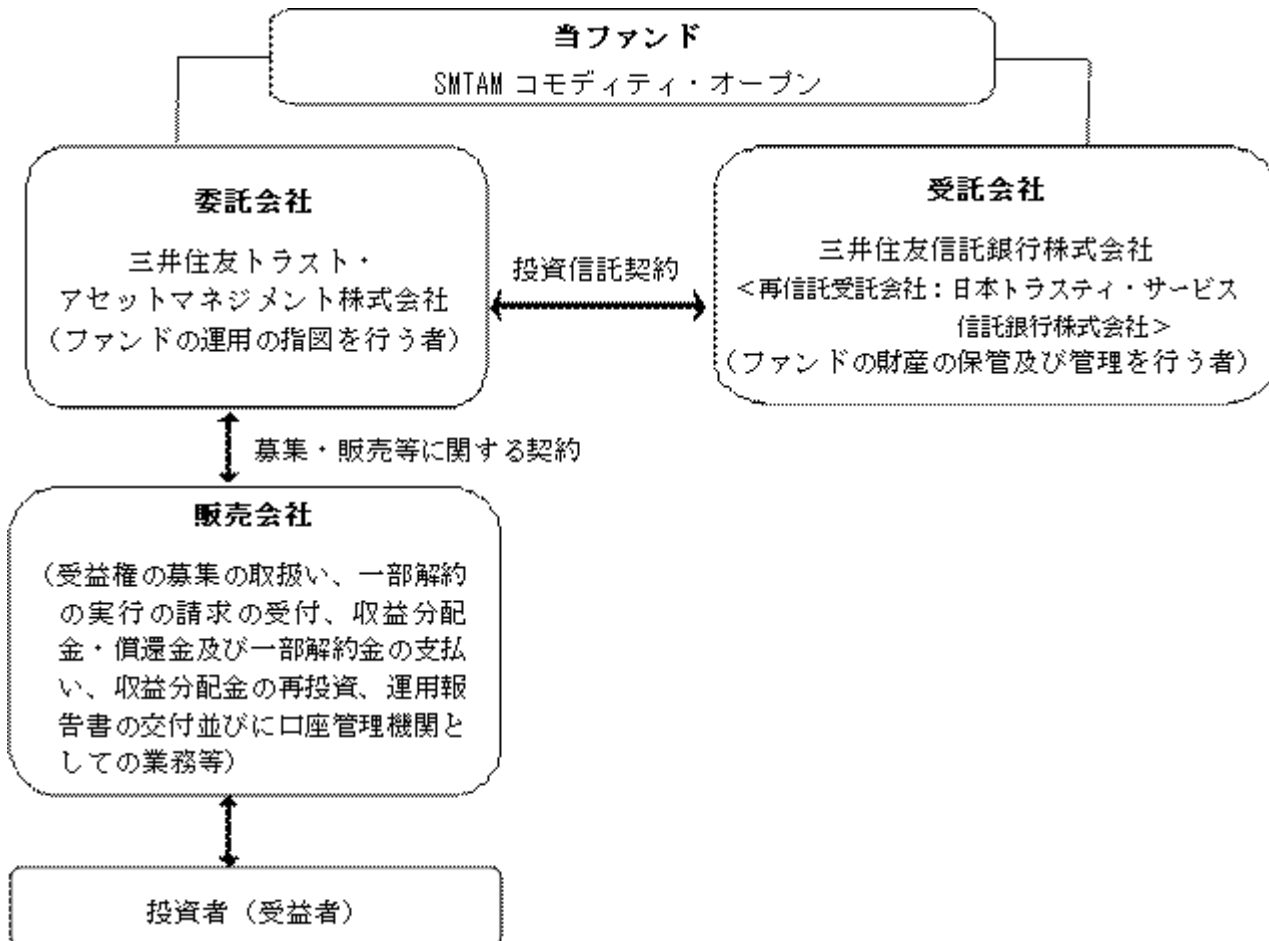 当ファンド
SMTAM コモディティ・オープン
委託会社
三井住友トラスト・
アセットマネジメント株式会社
（ファンドの運用の指図を行う者）
投資信託契約
受託会社
三井住友信託銀行株式会社
＜再信託受託会社：日本トラスティ・サービス
信託銀行株式会社＞
（ファンドの財産の保管及び管理を行う者）
募集・販売等に関する契約
販売会社
（受益権の募集の取扱い、一部解約
の実行の請求の受付、収益分配
金・償還金及び一部解約金の支払
い、収益分配金の再投資、運用報
告書の交付並びに口座管理機関と
しての業務等）
投資者（受益者）